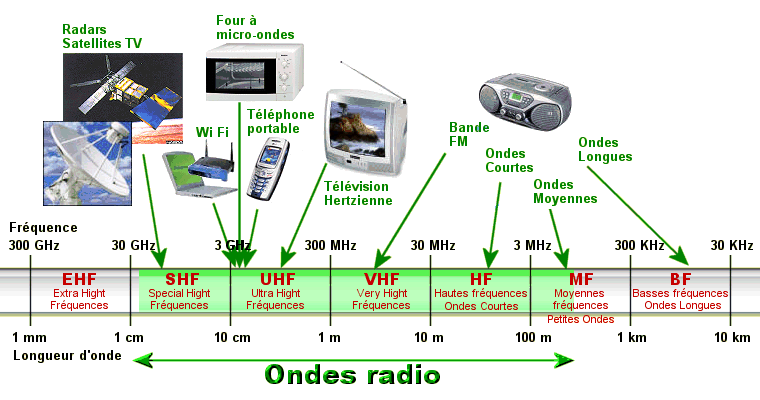 Radars
Satellites TV
Four à
micro-ondes
Wi Fi
Téléphone
portable
Télévision
Hertzienne
Bande
FM
Ondes
Courtes
Ondes
Moyennes
Ondes
Longues
Fréquence
300 GHz 30 GHz 3 GHz 300 MHz 30 MHz 3 MHz 300 KHz 30 KHz
EHF SHF UHF VHF HF MF BF
Extra Hight Special Hight Ultra Hight Very Hight Hautes fréquences Moyennes Basses fréquences
Fréquences Fréquences Fréquences Fréquences Ondes Courtes fréquences Ondes Longues
Petites Ondes
1 mm 1 cm 10 cm 1 m 10 m 100 m 1 km 10 km
Longueur d'onde
Ondes radio